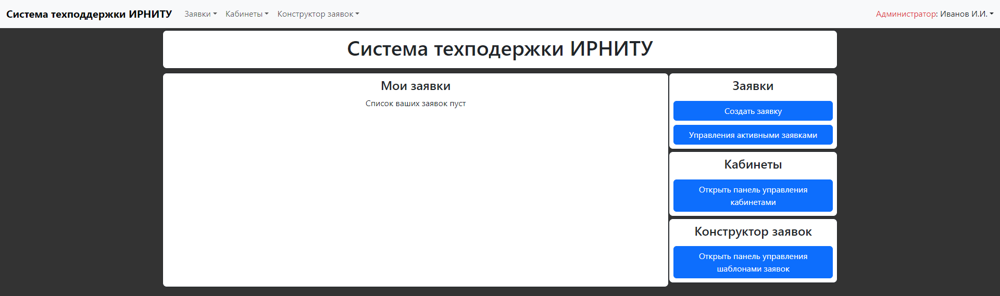 Система техподдержки ИРНИТУ
Заявки
Кабинеты
Конструктор заявок
Администратор: Иванов И.И.
Система техподержки ИРНИТУ
Мои заявки
Список ваших заявок пуст
Заявки
Создать заявку
Управления активными заявками
Кабинеты
Открыть панель управления
кабинетами
Конструктор заявок
Открыть панель управления
шаблонами заявок